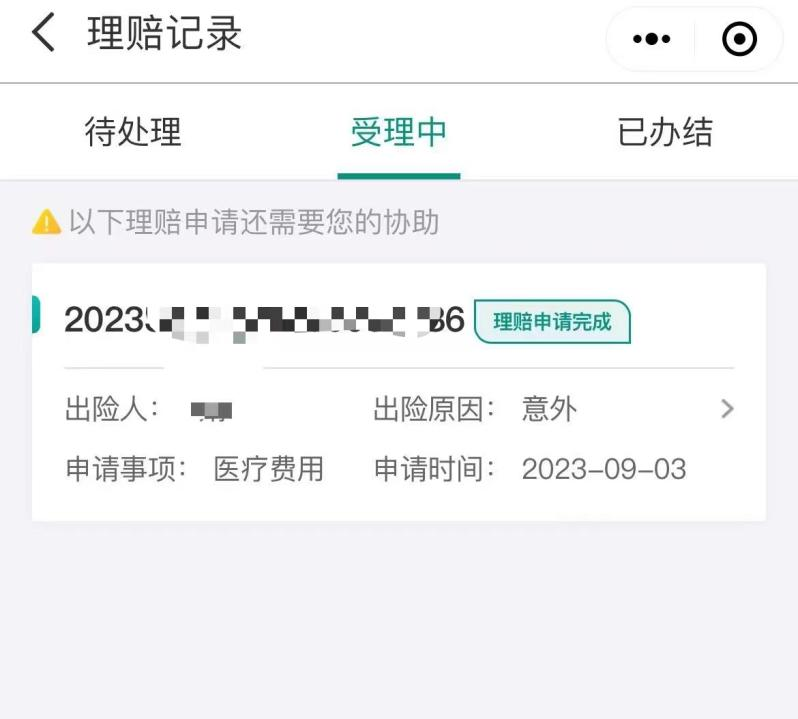 理赔记录
待处理 受理中 已办结
以下理赔申请还需要您的协助
2023 86 理赔申请完成
出险人： 出险原因： 意外
申请事项： 医疗费用 申请时间： 2023-09-03